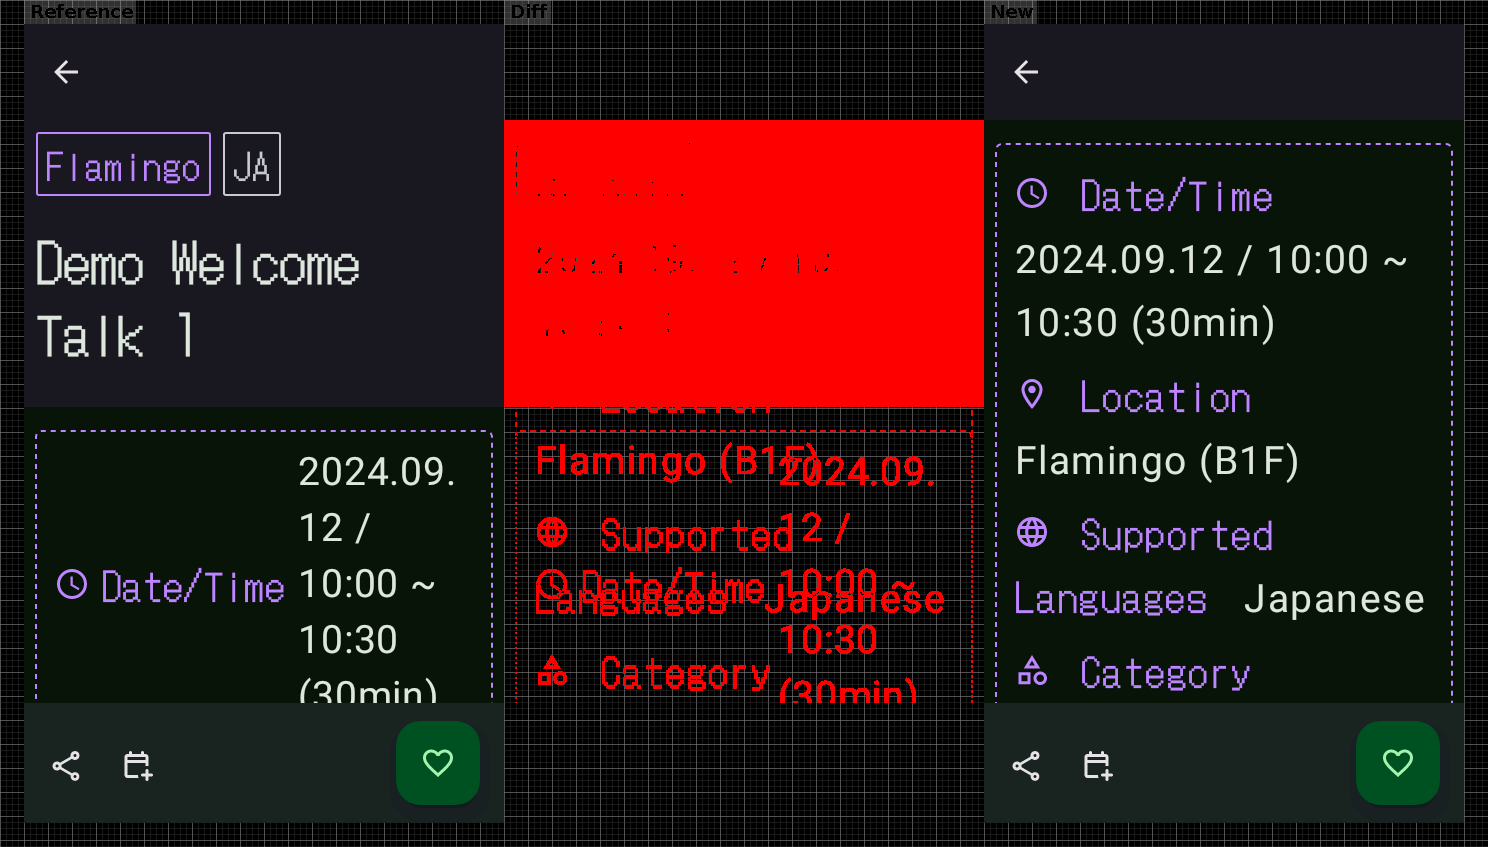 Reference
Flamingo
JA
Demo Welcome
Talk 1
Date/Time
2024.09.
12 /
10:00 ~
10:30
(30min)
Diff
Location
Flamingo (B1F)
2024.09.
Supported
12 /
Date/Time
10:00 ~
Languages
Japanese
10:30
Category
(30min)
New
Date/Time
2024.09.12 / 10:00 ~
10:30 (30min)
Location
Flamingo (B1F)
Supported
Languages Japanese
Category